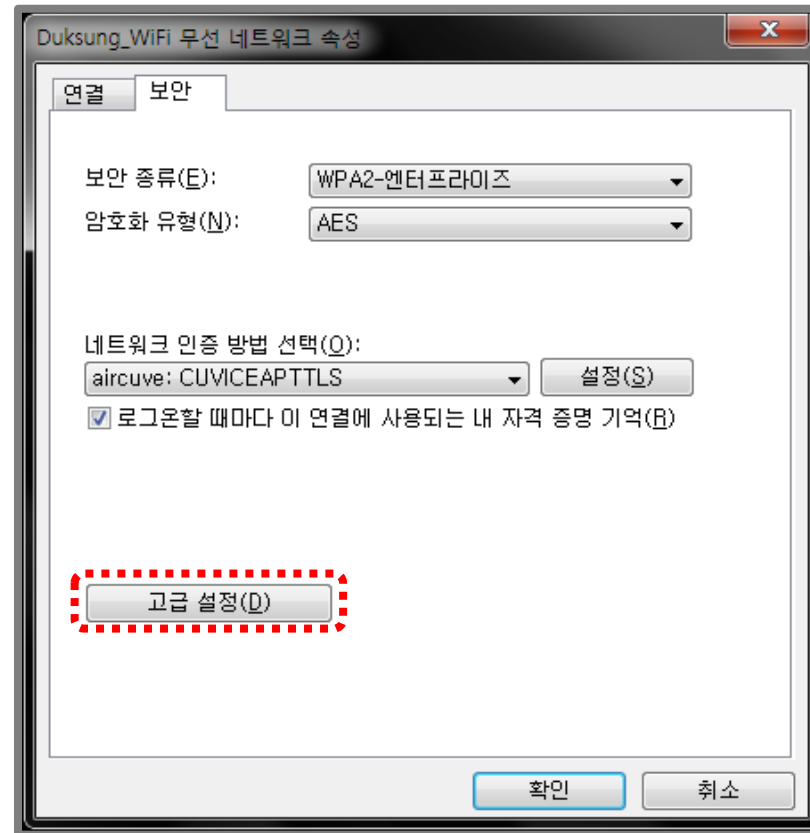 Duksung_WiFi 무선 네트워크 속성
연결 보안
보안 종류(E): WPA2-엔터프라이즈
암호화 유형(N): AES
네트워크 인증 방법 선택(O):
aircuve: CUVICEAPTTLS 설정(S)
로그온할 때마다 이 연결에 사용되는 내 자격 증명 기억(R)
고급 설정(D)
확인 취소